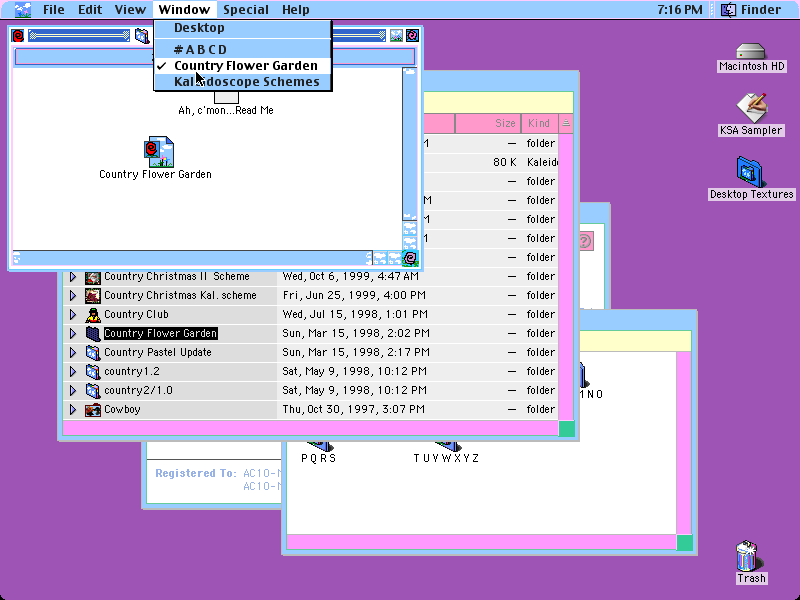 File Edit View Window Special Help 7:16 PM Finder
Desktop
#ABCD
✓ Country Flower Garden
Kaleidoscope Schemes
Ah, c'mon...Read Me
Country Flower Garden
Size Kind
— folder
80 K
— folder
— folder
— folder
— folder
— folder
Country Christmas II Scheme Wed, Oct 6, 1999, 4:47 AM — folder
Country Christmas Kal. scheme Fri, Jun 25, 1999, 4:00 PM — folder
Country Club Wed, Jul 15, 1998, 1:01 PM — folder
Country Flower Garden Sun, Mar 15, 1998, 2:02 PM — folder
Country Pastel Update Sun, Mar 15, 1998, 2:17 PM — folder
country1.2 Sat, May 9, 1998, 10:12 PM — folder
country2/1.0 Sat, May 9, 1998, 10:12 PM — folder
Cowboy Thu, Oct 30, 1997, 3:07 PM — folder
PQRS
TUVWXYZ
Registered To: AC10-
AC10-
Macintosh HD
KSA Sampler
Desktop Textures
Trash